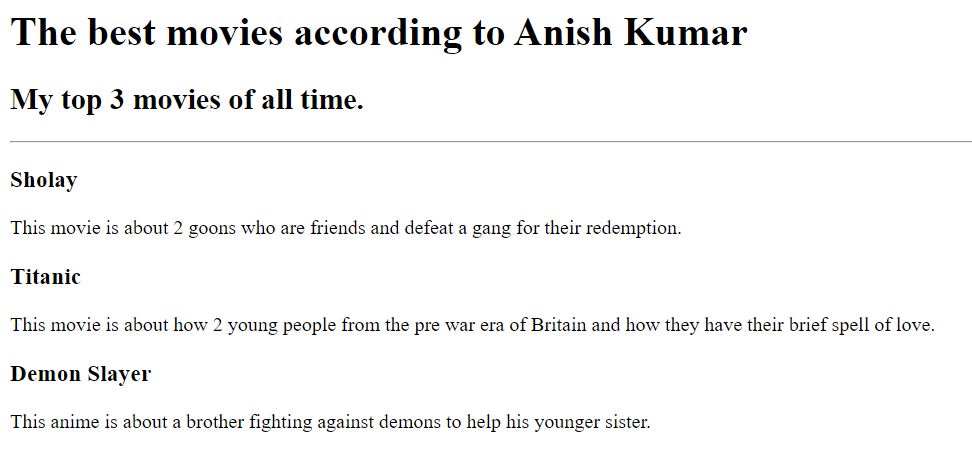 The best movies according to Anish Kumar
My top 3 movies of all time.
Sholay
This movie is about 2 goons who are friends and defeat a gang for their redemption.
Titanic
This movie is about how 2 young people from the pre war era of Britain and how they have their brief spell of love.
Demon Slayer
This anime is about a brother fighting against demons to help his younger sister.